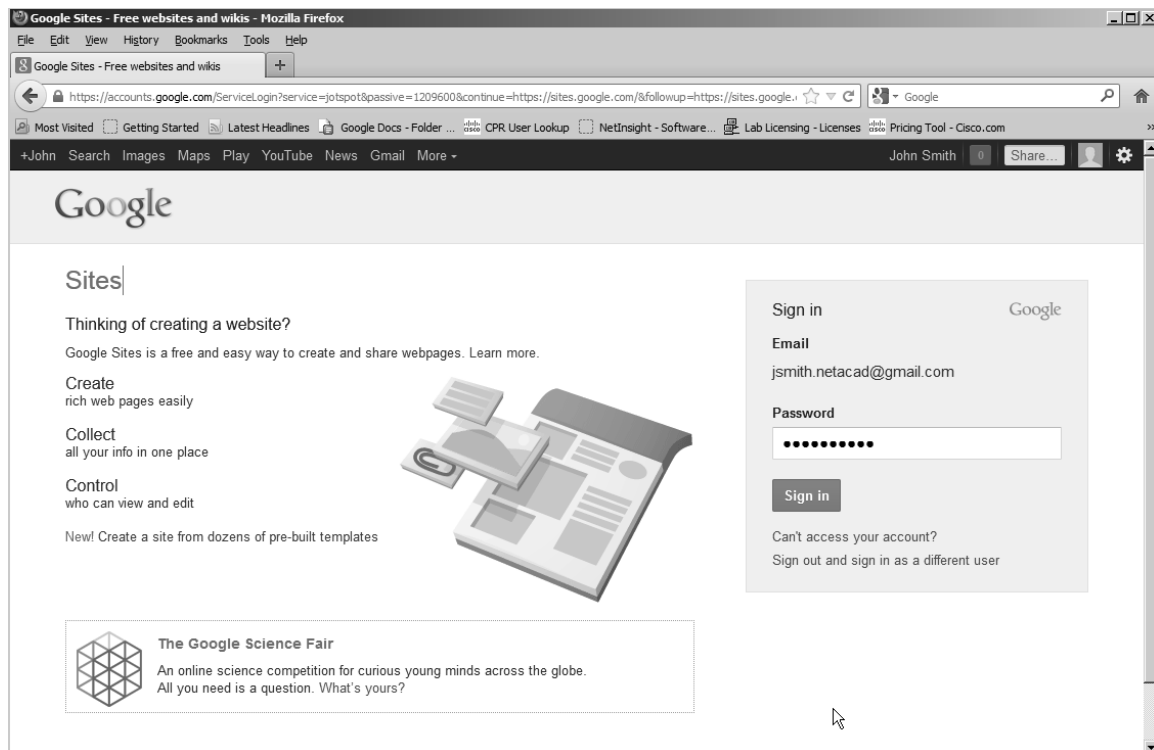 Google Sites - Free websites and wikis - Mozilla Firefox
File Edit View History Bookmarks Tools Help
Google Sites - Free websites and wikis +
https://accounts.google.com/ServiceLogin?service=jotspot&passive=1209600&continue=https://sites.google.com/&followup=https://sites.google.‹ Google
Most Visited Getting Started Latest Headlines Google Docs - Folder ... CPR User Lookup NetInsight - Software... Lab Licensing - Licenses Pricing Tool - Cisco.com »
+John Search Images Maps Play YouTube News Gmail More John Smith 0 Share...
Google
Sites
Thinking of creating a website?
Google Sites is a free and easy way to create and share webpages. Learn more.
Create
rich web pages easily
Collect
all your info in one place
Control
who can view and edit
New! Create a site from dozens of pre-built templates
The Google Science Fair
An online science competition for curious young minds across the globe.
All you need is a question. What's yours?
Sign in Google
Email
jsmith.netacad@gmail.com
Password
••••••••••
Sign in
Can't access your account?
Sign out and sign in as a different user